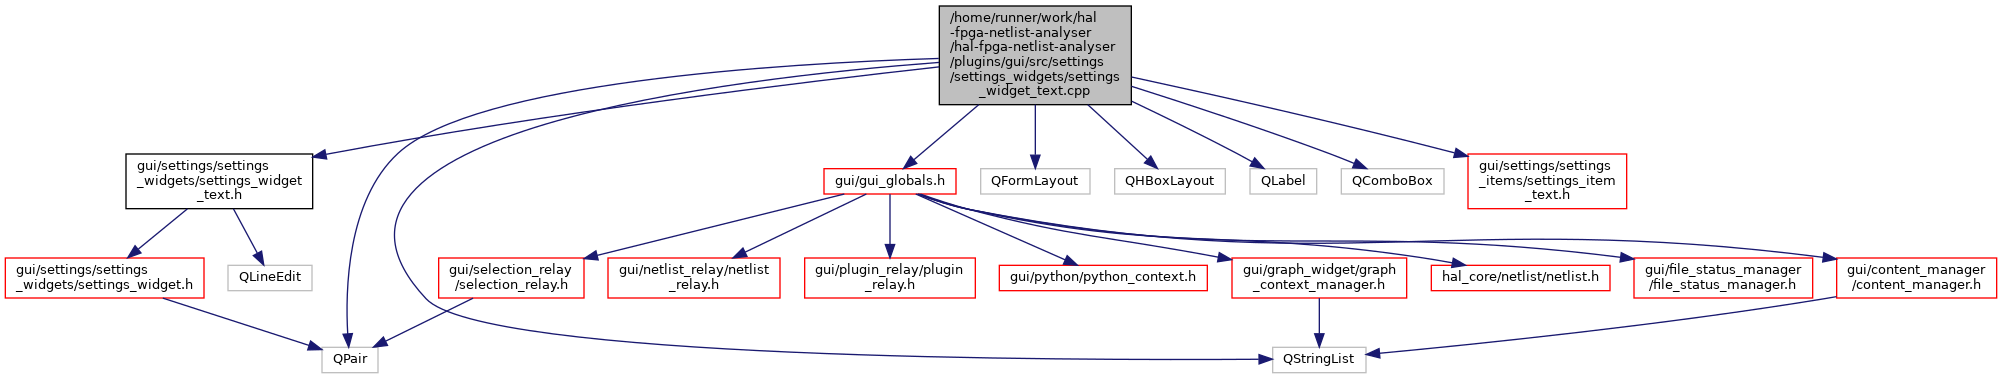 /home/runner/work/hal
-fpga-netlist-analyser
/hal-fpga-netlist-analyser
/plugins/gui/src/settings
/settings_widgets/settings
_widget_text.cpp
gui/settings/settings
_widgets/settings_widget
_text.h
gui/gui_globals.h
QFormLayout
QHBoxLayout
QLabel
QComboBox
gui/settings/settings
_items/settings_item
_text.h
gui/settings/settings
_widgets/settings_widget.h
QLineEdit
gui/selection_relay
/selection_relay.h
gui/netlist_relay/netlist
_relay.h
gui/plugin_relay/plugin
_relay.h
gui/python/python_context.h
gui/graph_widget/graph
_context_manager.h
hal_core/netlist/netlist.h
gui/file_status_manager
/file_status_manager.h
gui/content_manager
/content_manager.h
QPair
QStringList